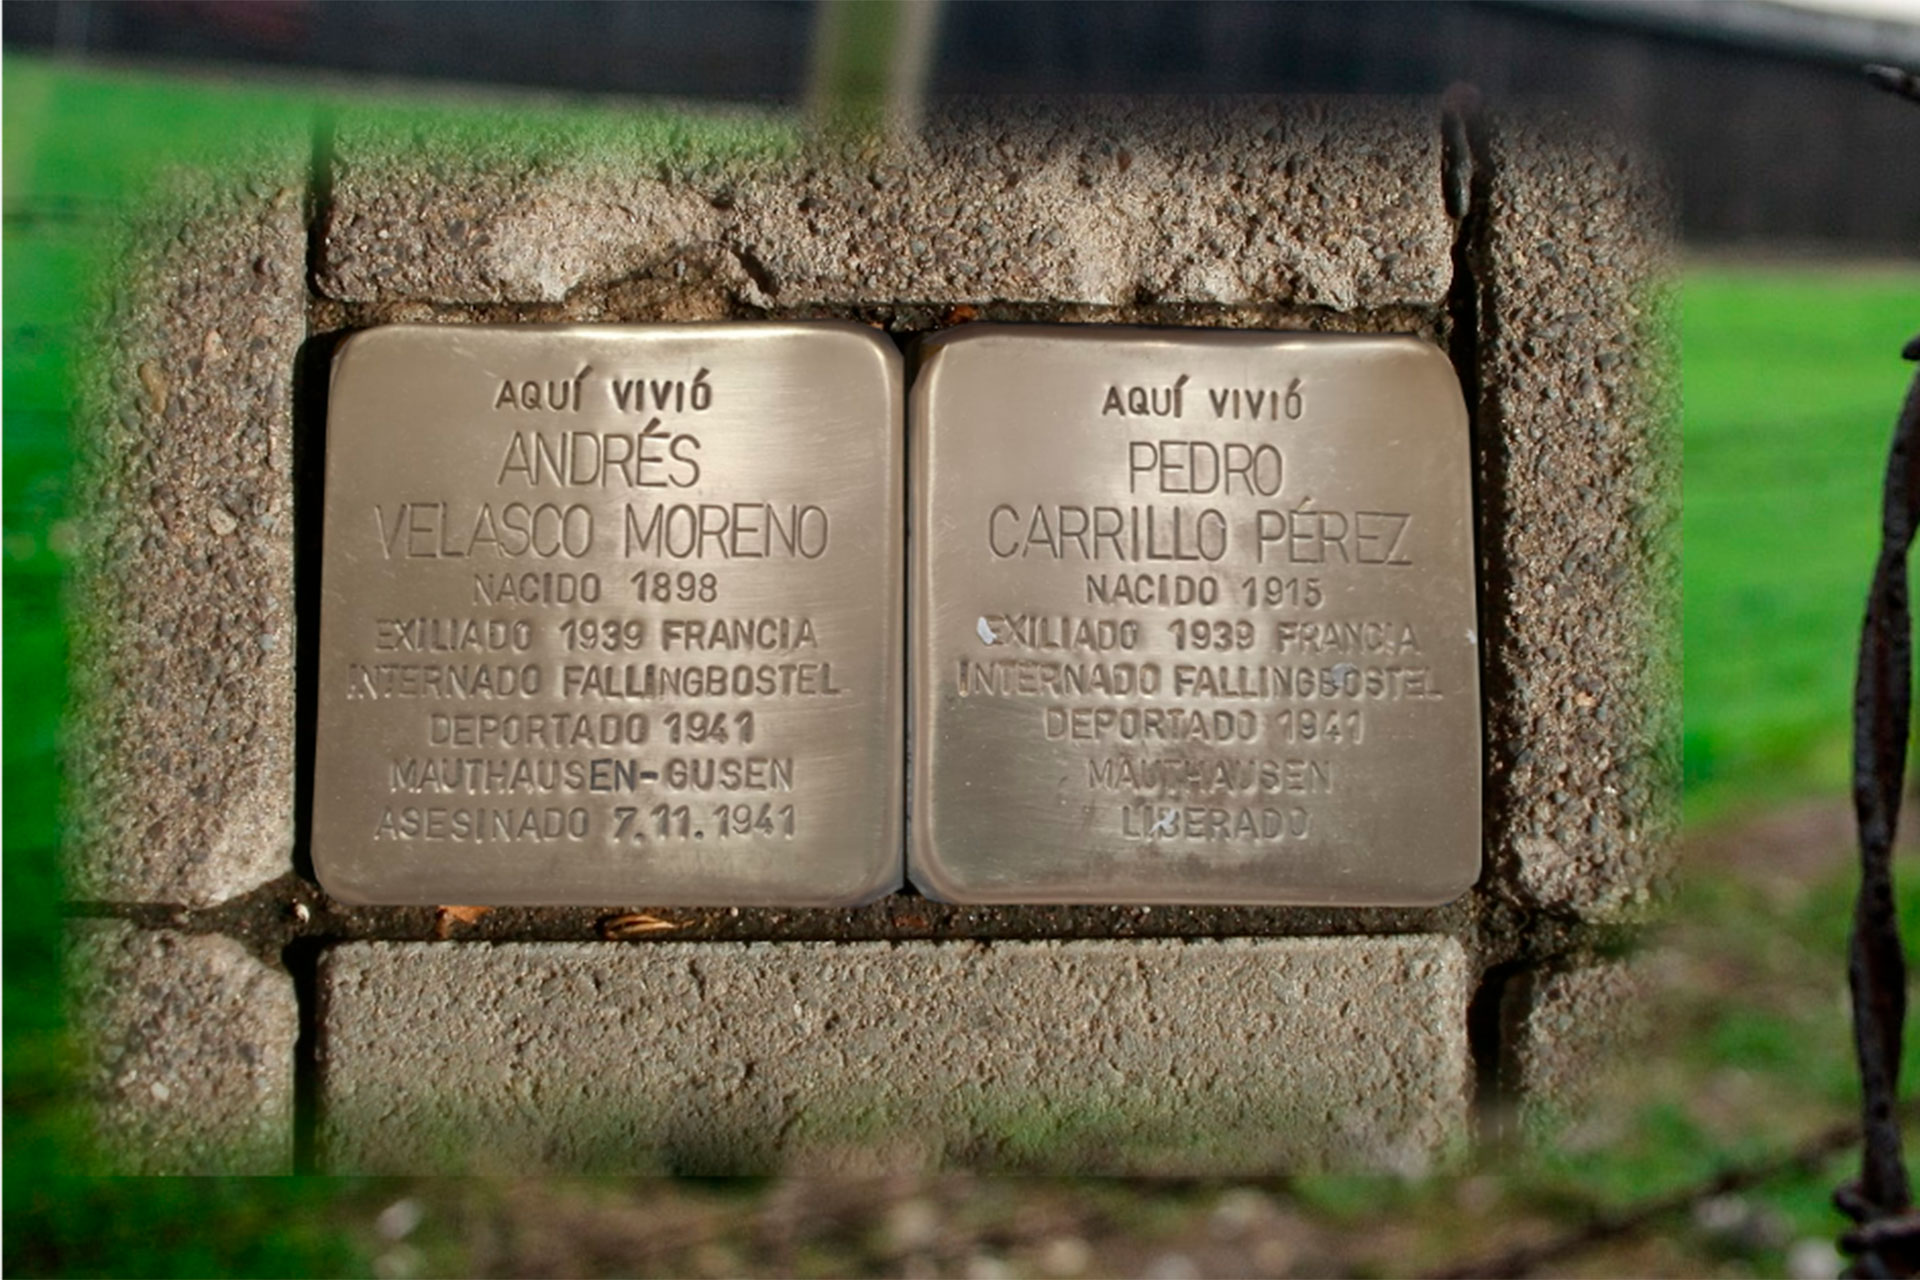 AQUÍ VIVIÓ
ANDRÉS
VELASCO MORENO
NACIDO 1898
EXILIADO 1939 FRANCIA
INTERNADO FALLINGBOSTEL
DEPORTADO 1941
MAUTHAUSEN-GUSEN
ASESINADO 7.11.1941
AQUÍ VIVIÓ
PEDRO
CARRILLO PÉREZ
NACIDO 1915
EXILIADO 1939 FRANCIA
INTERNADO FALLINGBOSTEL
DEPORTADO 1941
MAUTHAUSEN
LIBERADO